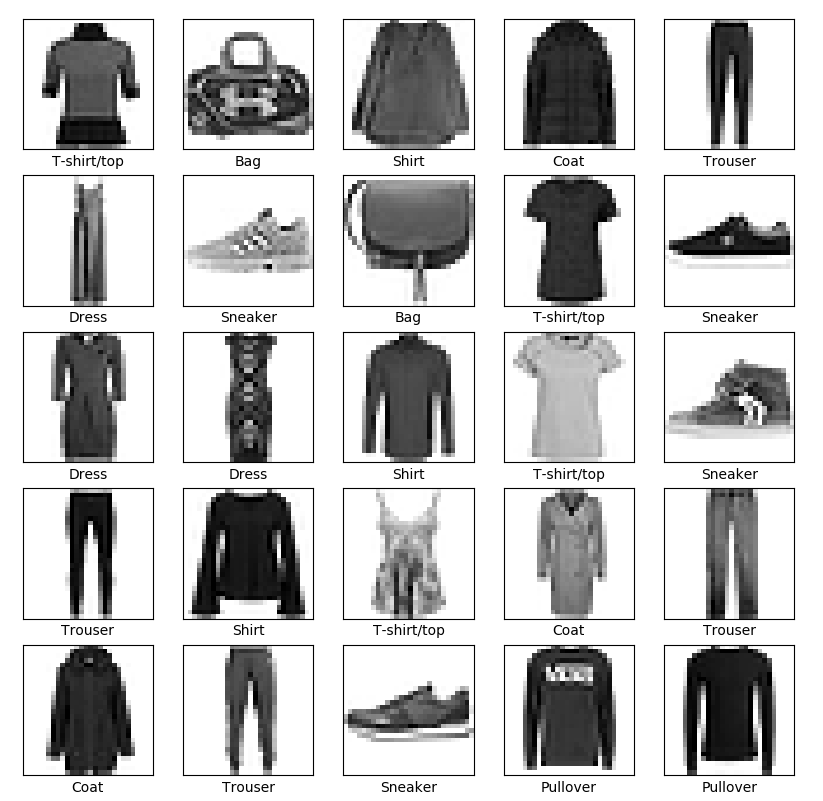 T-shirt/top
Bag
Shirt
Coat
Trouser
Dress
Sneaker
Bag
T-shirt/top
Sneaker
Dress
Dress
Shirt
T-shirt/top
Sneaker
Trouser
Shirt
T-shirt/top
Coat
Trouser
Coat
Trouser
Sneaker
Pullover
Pullover